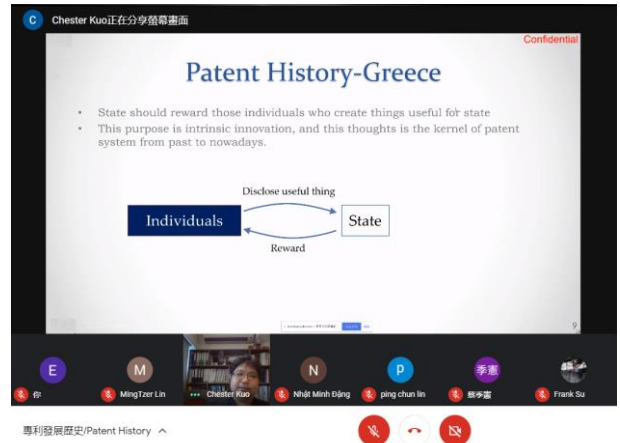 C Chester Kuo正在分享螢幕畫面
Confidential
Patent History-Greece
• State should reward those individuals who create things useful for state
• This purpose is intrinsic innovation, and this thoughts is the kernel of patent
system from past to nowadays.
Disclose useful thing
Individuals
State
Reward
9
E
M
N
p
季憲
你
MingTzer Lin
Chester Kuo
Nhật Minh Đặng
ping chun lin
蔡季憲
Frank Su
專利發展歷史/Patent History